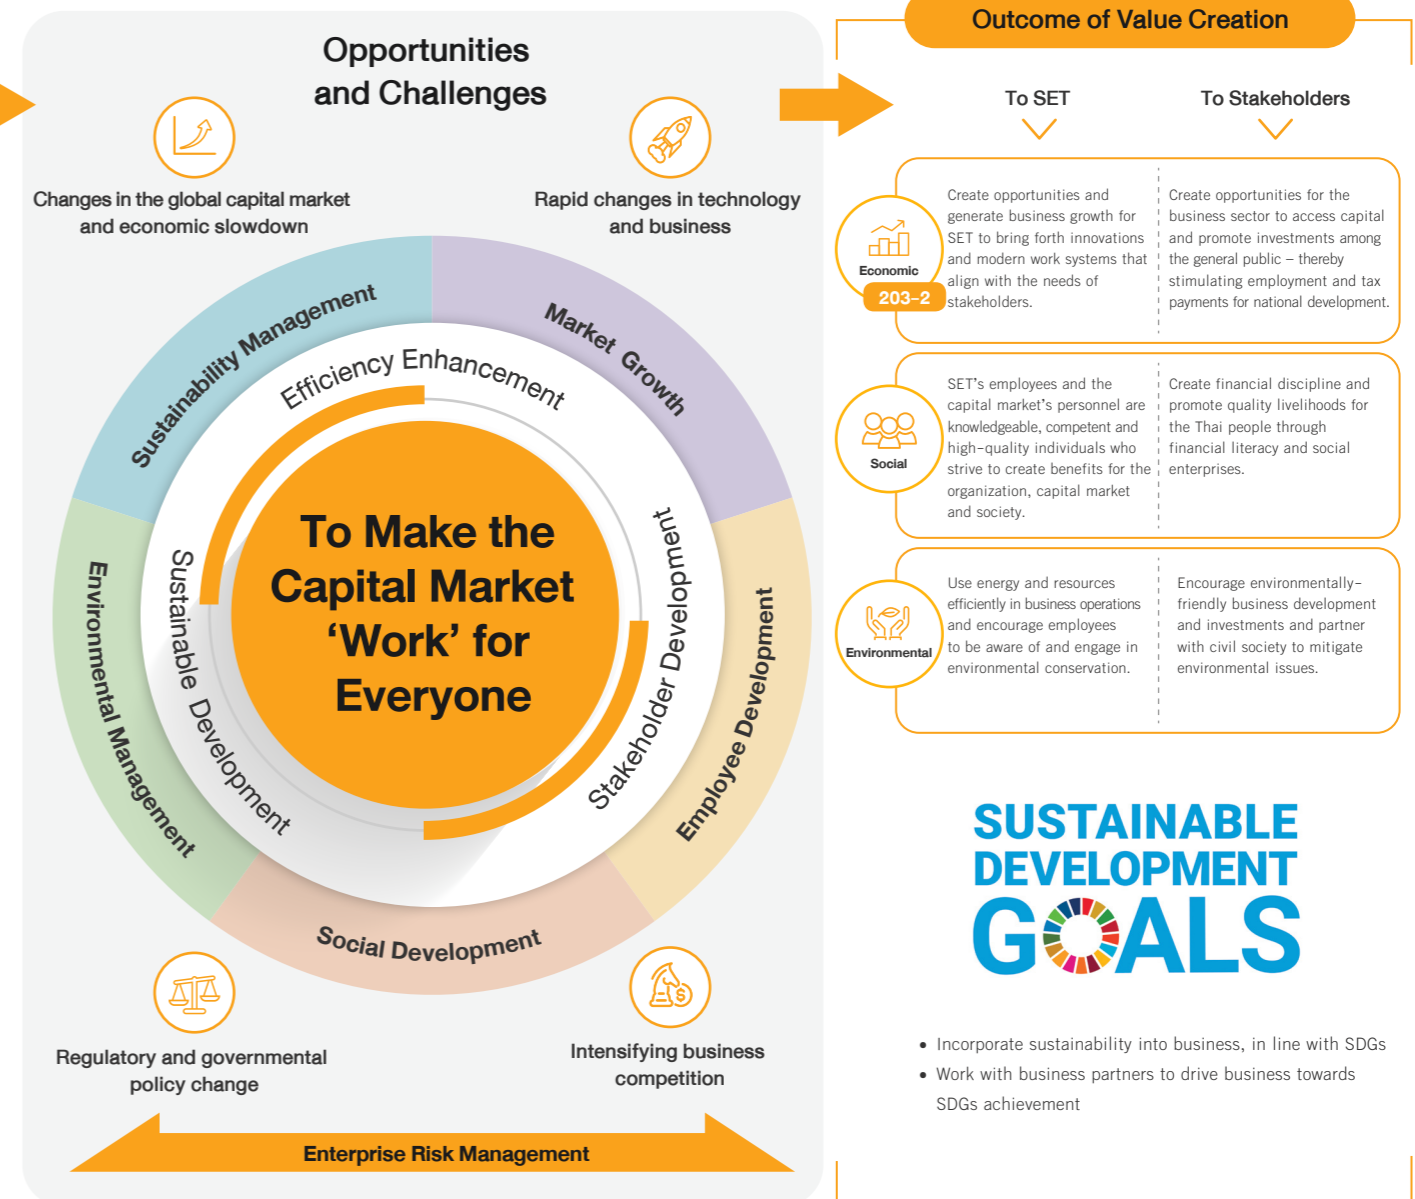 Opportunities
and Challenges
Changes in the global capital market
and economic slowdown
Rapid changes in technology
and business
Sustainability Management
Market Growth
Efficiency Enhancement
Sustainable Development
Stakeholder Development
Environmental Management
Employee Development
Social Development
To Make the
Capital Market
‘Work’ for
Everyone
Regulatory and governmental
policy change
Intensifying business
competition
Enterprise Risk Management
Outcome of Value Creation
To SET
To Stakeholders
Economic
203-2
Create opportunities and
generate business growth for
SET to bring forth innovations
and modern work systems that
align with the needs of
stakeholders.
Create opportunities for the
business sector to access capital
and promote investments among
the general public – thereby
stimulating employment and tax
payments for national development.
Social
SET's employees and the
capital market's personnel are
knowledgeable, competent and
high-quality individuals who
strive to create benefits for the
organization, capital market
and society.
Create financial discipline and
promote quality livelihoods for
the Thai people through
financial literacy and social
enterprises.
Environmental
Use energy and resources
efficiently in business operations
and encourage employees
to be aware of and engage in
environmental conservation.
Encourage environmentally-
friendly business development
and investments and partner
with civil society to mitigate
environmental issues.
SUSTAINABLE
DEVELOPMENT
GOALS
• Incorporate sustainability into business, in line with SDGs
• Work with business partners to drive business towards
SDGs achievement